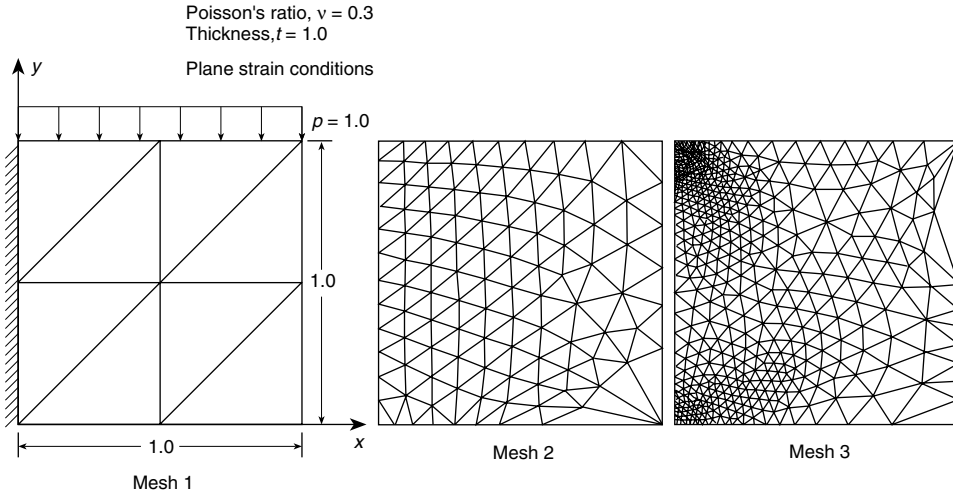 Poisson's ratio, ν = 0.3
Thickness,t = 1.0
Plane strain conditions
y
p = 1.0
1.0
x
1.0
Mesh 1
Mesh 2
Mesh 3